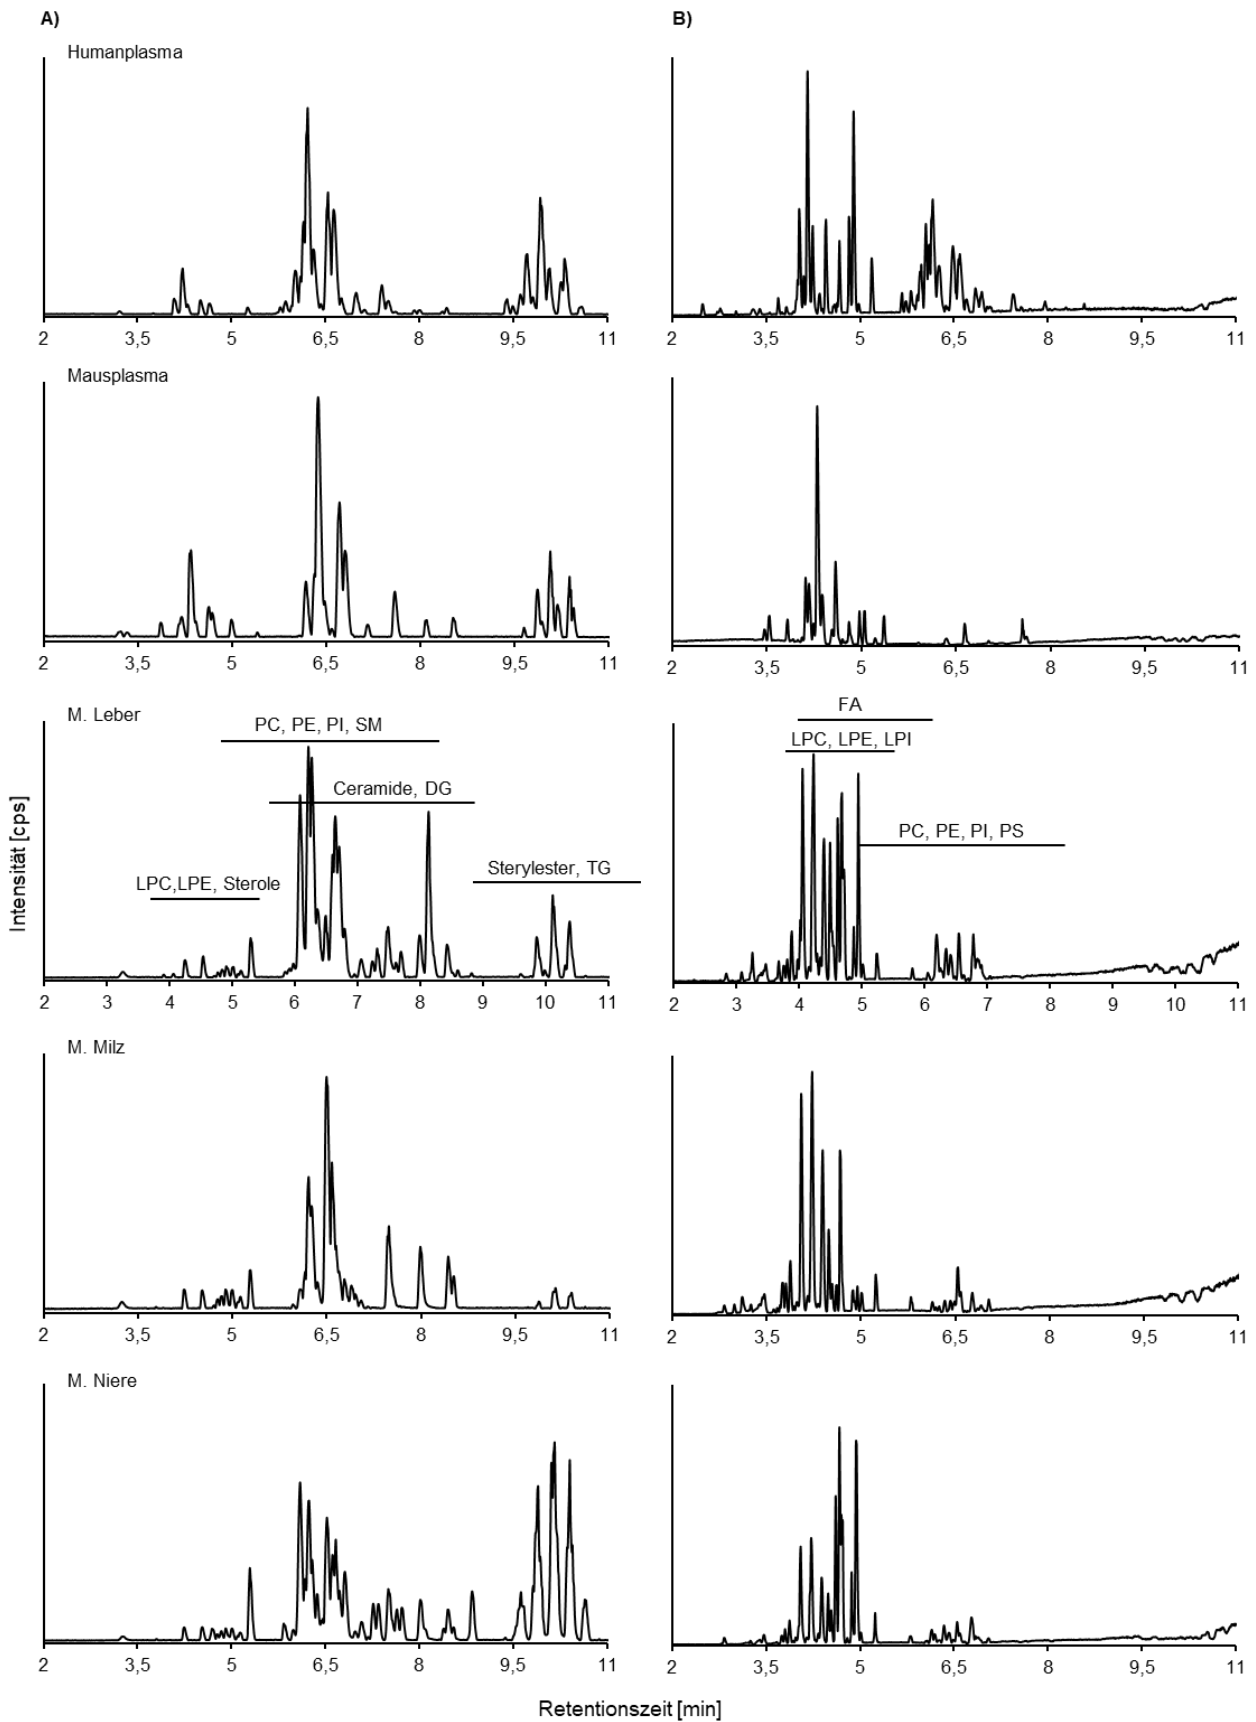 A) B)
Humanplasma
2 3,5 5 6,5 8 9,5 11 2 3,5 5 6,5 8 9,5 11
Mausplasma
2 3,5 5 6,5 8 9,5 11 2 3,5 5 6,5 8 9,5 11
M. Leber
FA
PC, PE, PI, SM
LPC, LPE, LPI
Ceramide, DG
PC, PE, PI, PS
Sterylester, TG
LPC,LPE, Sterole
Intensität [cps]
2 3 4 5 6 7 8 9 10 11 2 3 4 5 6 7 8 9 10 11
M. Milz
2 3,5 5 6,5 8 9,5 11 2 3,5 5 6,5 8 9,5 11
M. Niere
2 3,5 5 6,5 8 9,5 11 2 3,5 5 6,5 8 9,5 11
Retentionszeit [min]